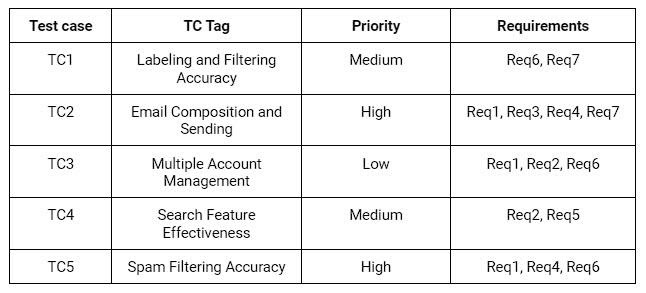 Test case TC Tag Priority Requirements
TC1 Labeling and Filtering Accuracy Medium Req6, Req7
TC2 Email Composition and Sending High Req1, Req3, Req4, Req7
TC3 Multiple Account Management Low Req1, Req2, Req6
TC4 Search Feature Effectiveness Medium Req2, Req5
TC5 Spam Filtering Accuracy High Req1, Req4, Req6